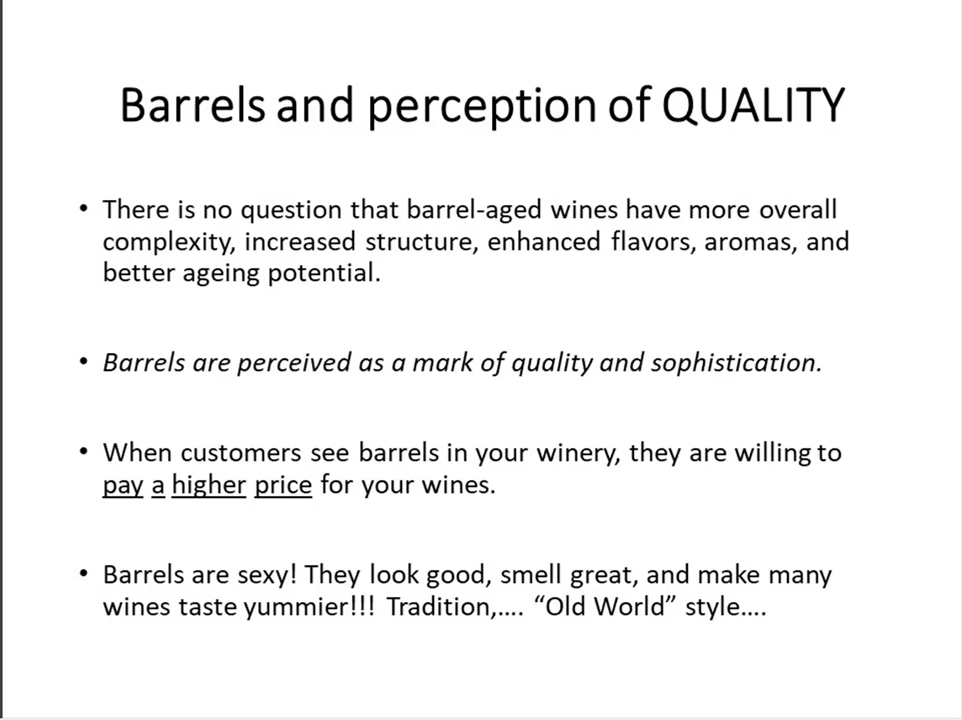 Barrels and perception of QUALITY
• There is no question that barrel-aged wines have more overall
complexity, increased structure, enhanced flavors, aromas, and
better ageing potential.
• Barrels are perceived as a mark of quality and sophistication.
• When customers see barrels in your winery, they are willing to
pay a higher price for your wines.
• Barrels are sexy! They look good, smell great, and make many
wines taste yummier!!! Tradition,.... “Old World” style....